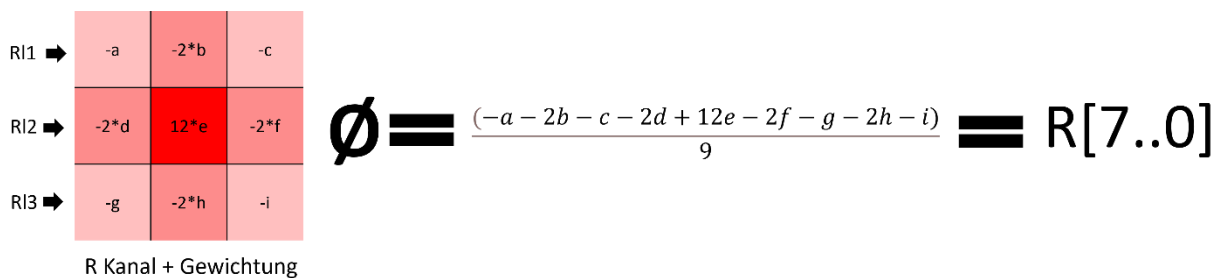 Rl1 ➡ -a -2*b -c
Rl2 ➡ -2*d 12*e -2*f
Rl3 ➡ -g -2*h -i
R Kanal + Gewichtung
Ø = (-a - 2b - c - 2d + 12e - 2f - g - 2h - i) / 9 = R[7..0]